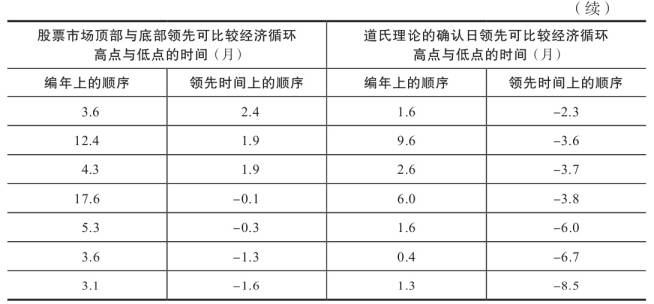 （续）
股票市场顶部与底部领先可比较经济循环 道氏理论的确认日领先可比较经济循环
高点与低点的时间（月） 高点与低点的时间（月）
编年上的顺序 领先时间上的顺序 编年上的顺序 领先时间上的顺序
3.6 2.4 1.6 −2.3
12.4 1.9 9.6 −3.6
4.3 1.9 2.6 −3.7
17.6 −0.1 6.0 −3.8
5.3 −0.3 1.6 −6.0
3.6 −1.3 0.4 −6.7
3.1 −1.6 1.3 −8.5